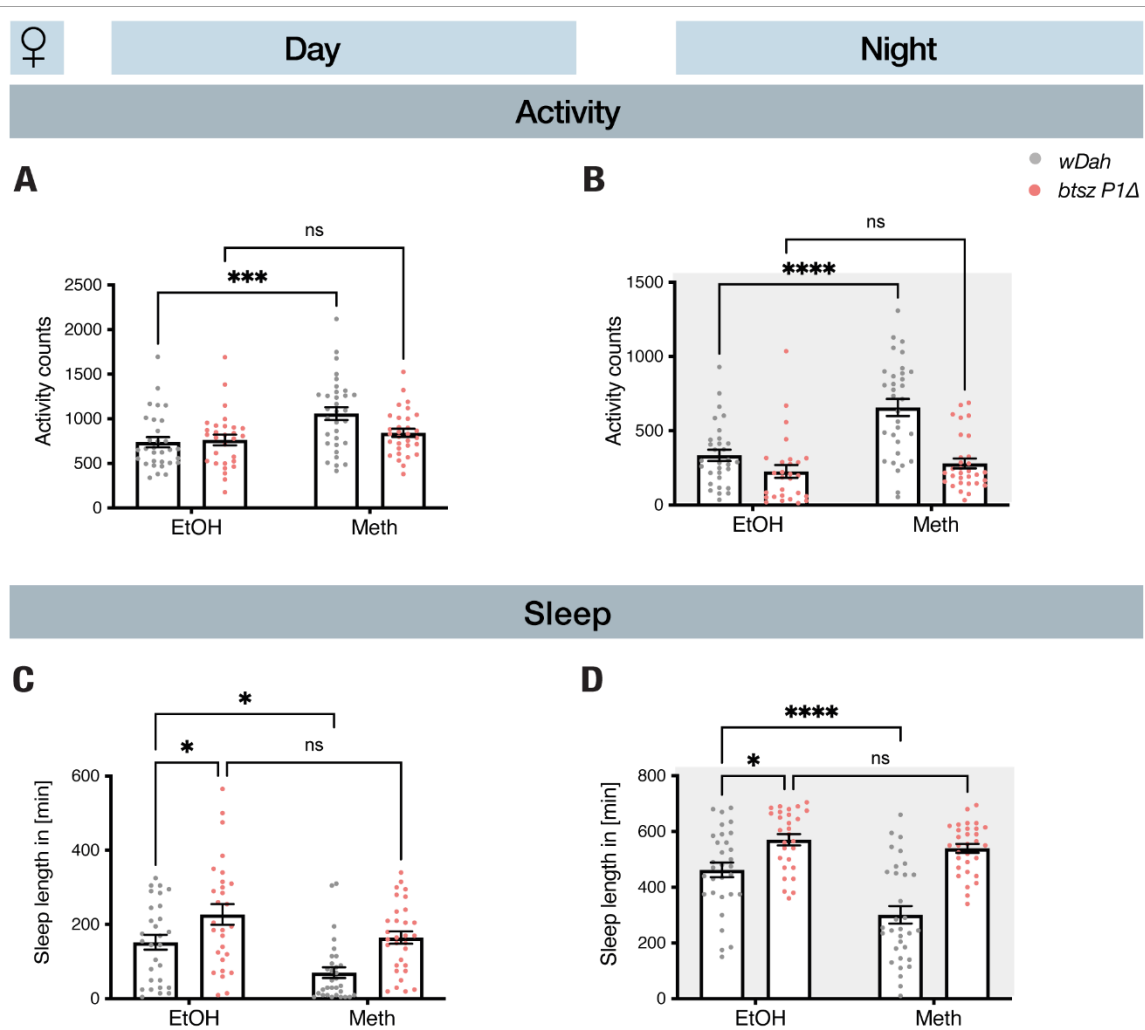 ♀ Day Night
Activity
A
B
wDah
btsz P1Δ
ns
***
2500
2000
1500
1000
500
0
Activity counts
EtOH Meth
ns
****
1500
1000
500
0
Activity counts
EtOH Meth
Sleep
C
D
*
*
ns
600
400
200
0
Sleep length in [min]
EtOH Meth
****
*
ns
800
600
400
200
0
Sleep length in [min]
EtOH Meth